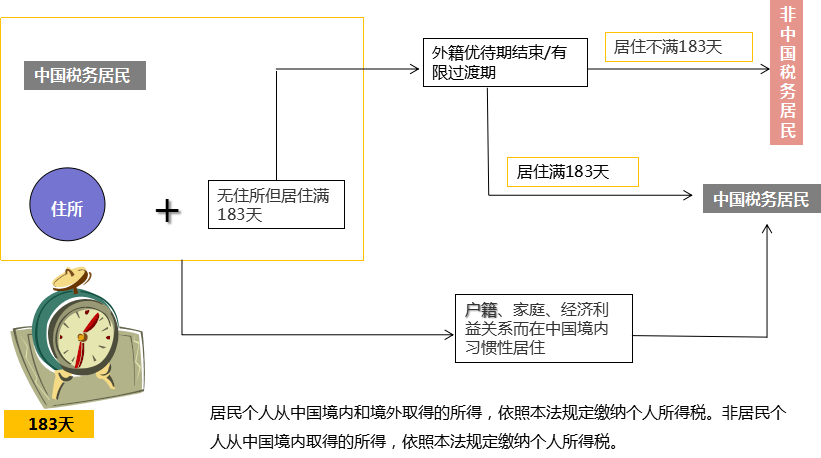 中国税务居民
住所
+
无住所但居住满
183天
外籍优待期结束/有
限过渡期
居住不满183天
非中国税务居民
居住满183天
中国税务居民
户籍、家庭、经济利
益关系而在中国境内
习惯性居住
183天
居民个人从中国境内和境外取得的所得，依照本法规定缴纳个人所得税。非居民个
人从中国境内取得的所得，依照本法规定缴纳个人所得税。